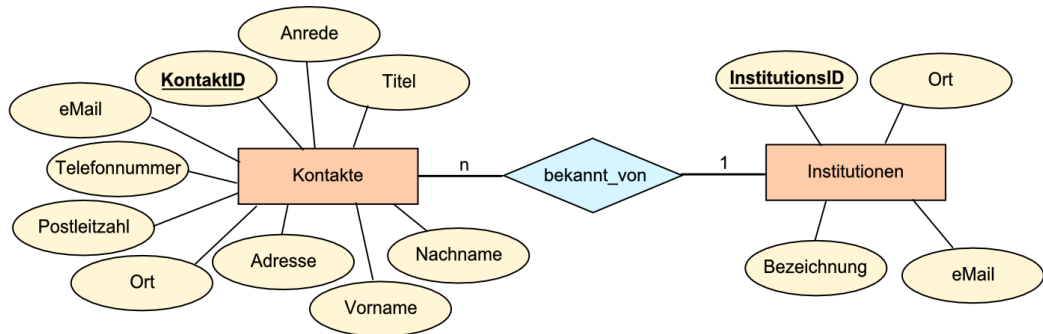 Anrede
KontaktID
Titel
eMail
Telefonnummer
Postleitzahl
Ort
Adresse
Vorname
Nachname
Kontakte
n
bekannt_von
1
Institutionen
InstitutionsID
Ort
Bezeichnung
eMail